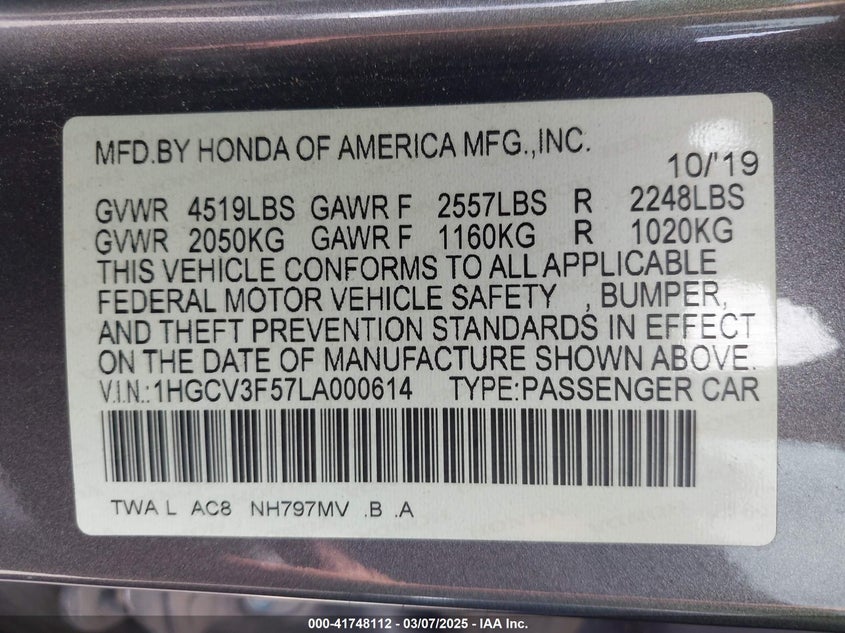 MFD.BY HONDA OF AMERICA MFG.,INC.
10/'19
GVWR 4519LBS GAWR F 2557LBS R 2248LBS
GVWR 2050KG GAWR F 1160KG R 1020KG
THIS VEHICLE CONFORMS TO ALL APPLICABLE
FEDERAL MOTOR VEHICLE SAFETY , BUMPER,
AND THEFT PREVENTION STANDARDS IN EFFECT
ON THE DATE OF MANUFACTURE SHOWN ABOVE.
V.I.N.:1HGCV3F57LA000614 TYPE:PASSENGER CAR
TWA L AC8 NH797MV .B .A
000-41748112 — 03/07/2025 — IAA Inc.